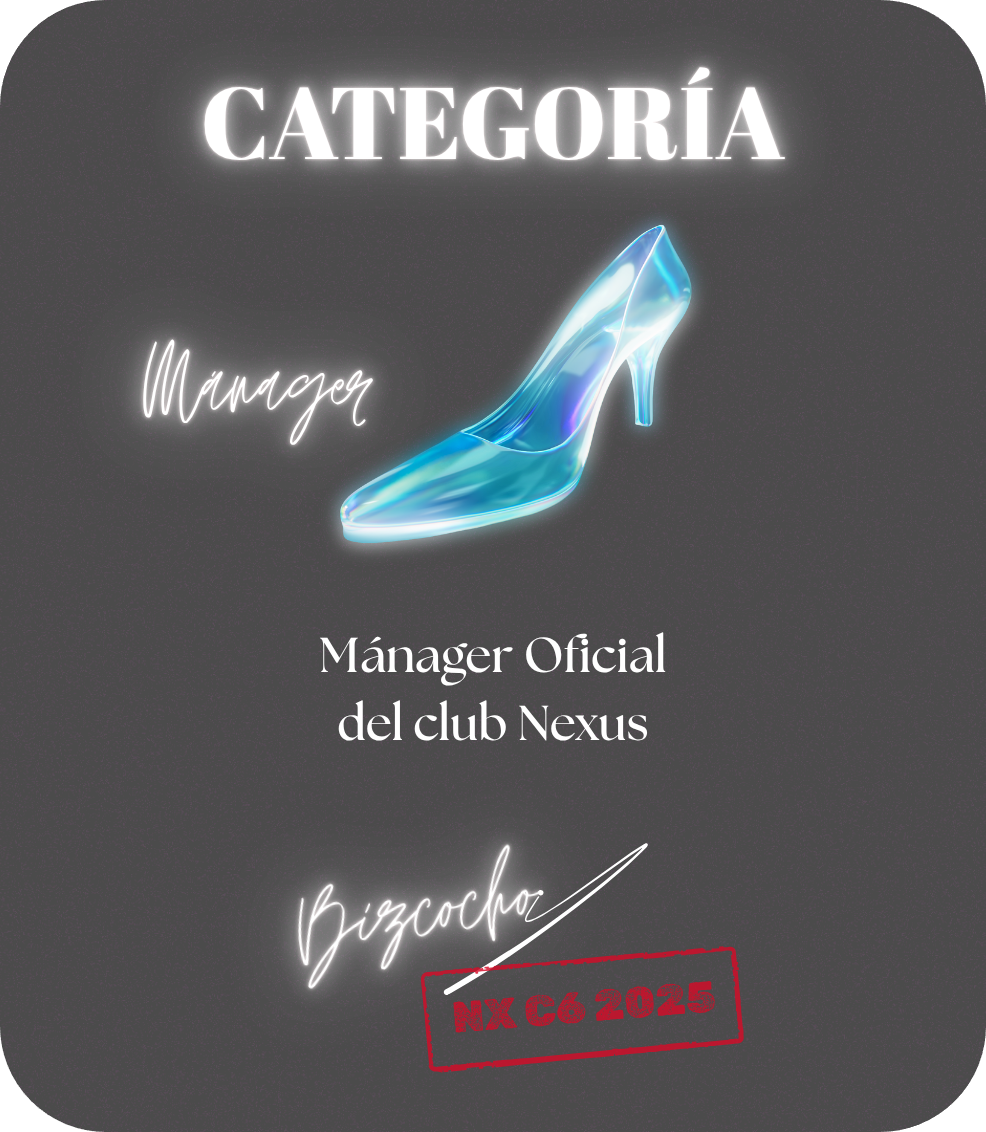 CATEGORÍA
Mánager
Mánager Oficial
del club Nexus
Bizcocho
NX C6 2025